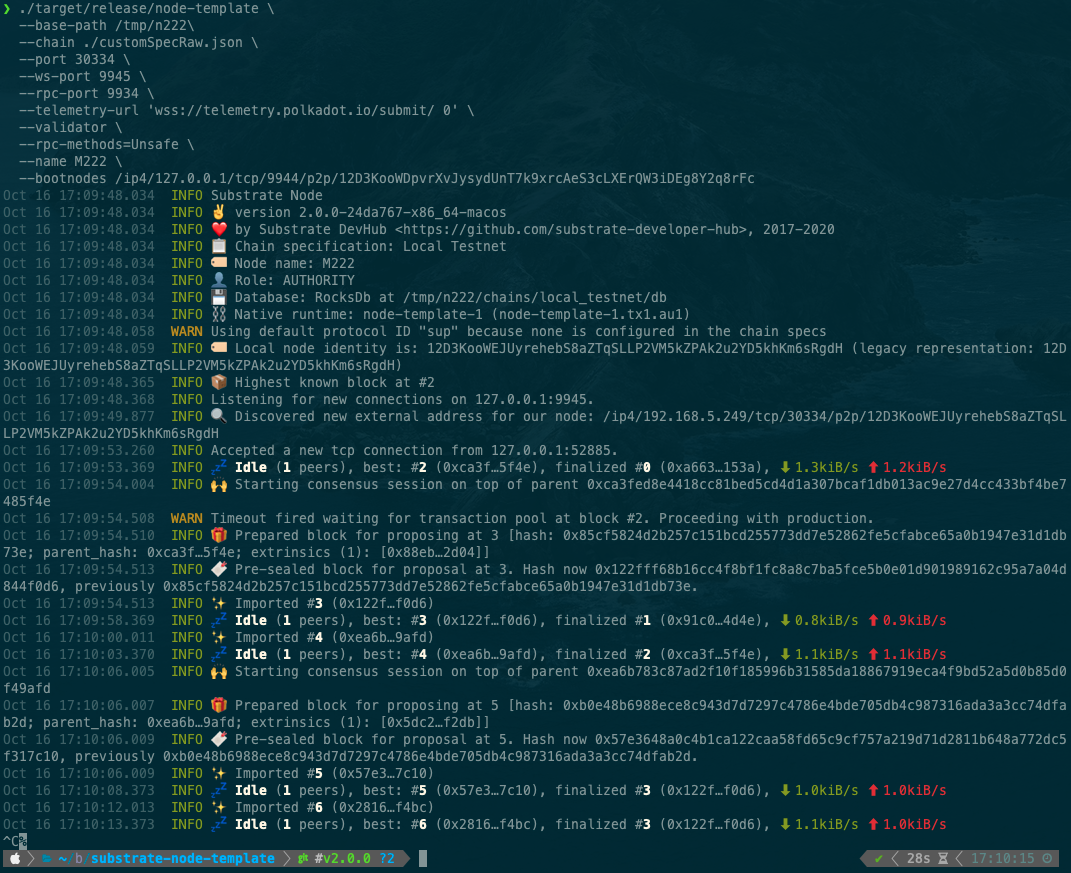 ❯ ./target/release/node-template \
--base-path /tmp/n222\
--chain ./customSpecRaw.json \
--port 30334 \
--ws-port 9945 \
--rpc-port 9934 \
--telemetry-url 'wss://telemetry.polkadot.io/submit/ 0' \
--validator \
--rpc-methods=Unsafe \
--name M222 \
--bootnodes /ip4/127.0.0.1/tcp/9944/p2p/12D3KooWDpvrXvJysydUnT7k9xrcAeS3cLXErQW3iDEg8Y2q8rFc
Oct 16 17:09:48.034  INFO Substrate Node
Oct 16 17:09:48.034  INFO ✌️ version 2.0.0-24da767-x86_64-macos
Oct 16 17:09:48.034  INFO ❤️ by Substrate DevHub <https://github.com/substrate-developer-hub>, 2017-2020
Oct 16 17:09:48.034  INFO 📋 Chain specification: Local Testnet
Oct 16 17:09:48.034  INFO 🏷 Node name: M222
Oct 16 17:09:48.034  INFO 👤 Role: AUTHORITY
Oct 16 17:09:48.034  INFO 💾 Database: RocksDb at /tmp/n222/chains/local_testnet/db
Oct 16 17:09:48.034  INFO ⛓ Native runtime: node-template-1 (node-template-1.tx1.au1)
Oct 16 17:09:48.058  WARN Using default protocol ID "sup" because none is configured in the chain specs
Oct 16 17:09:48.059  INFO 🏷 Local node identity is: 12D3KooWEJUyrehebS8aZTqSLLP2VM5kZPAk2u2YD5khKm6sRgdH (legacy representation: 12D
3KooWEJUyrehebS8aZTqSLLP2VM5kZPAk2u2YD5khKm6sRgdH)
Oct 16 17:09:48.365  INFO 📦 Highest known block at #2
Oct 16 17:09:48.368  INFO Listening for new connections on 127.0.0.1:9945.
Oct 16 17:09:49.877  INFO 🔍 Discovered new external address for our node: /ip4/192.168.5.249/tcp/30334/p2p/12D3KooWEJUyrehebS8aZTqSL
LP2VM5kZPAk2u2YD5khKm6sRgdH
Oct 16 17:09:53.260  INFO Accepted a new tcp connection from 127.0.0.1:52885.
Oct 16 17:09:53.369  INFO 💤 Idle (1 peers), best: #2 (0xca3f…5f4e), finalized #0 (0xa663…153a), ⬇ 1.3kiB/s ⬆ 1.2kiB/s
Oct 16 17:09:54.004  INFO 🙌 Starting consensus session on top of parent 0xca3fed8e4418cc81bed5cd4d1a307bcaf1db013ac9e27d4cc433bf4be7
485f4e
Oct 16 17:09:54.508  WARN Timeout fired waiting for transaction pool at block #2. Proceeding with production.
Oct 16 17:09:54.510  INFO 🎁 Prepared block for proposing at 3 [hash: 0x85cf5824d2b257c151bcd255773dd7e52862fe5cfabce65a0b1947e31d1db
73e; parent_hash: 0xca3f…5f4e; extrinsics (1): [0x88eb…2d04]]
Oct 16 17:09:54.513  INFO 🔖 Pre-sealed block for proposal at 3. Hash now 0x122fff68b16cc4f8bf1fc8a8c7ba5fce5b0e01d901989162c95a7a04d
844f0d6, previously 0x85cf5824d2b257c151bcd255773dd7e52862fe5cfabce65a0b1947e31d1db73e.
Oct 16 17:09:54.513  INFO ✨ Imported #3 (0x122f…f0d6)
Oct 16 17:09:58.369  INFO 💤 Idle (1 peers), best: #3 (0x122f…f0d6), finalized #1 (0x91c0…4d4e), ⬇ 0.8kiB/s ⬆ 0.9kiB/s
Oct 16 17:10:00.011  INFO ✨ Imported #4 (0xea6b…9afd)
Oct 16 17:10:03.370  INFO 💤 Idle (1 peers), best: #4 (0xea6b…9afd), finalized #2 (0xca3f…5f4e), ⬇ 1.1kiB/s ⬆ 1.1kiB/s
Oct 16 17:10:06.005  INFO 🙌 Starting consensus session on top of parent 0xea6b783c87ad2f10f185996b31585da18867919eca4f9bd52a5d0b85d0
f49afd
Oct 16 17:10:06.007  INFO 🎁 Prepared block for proposing at 5 [hash: 0xb0e48b6988ece8c943d7d7297c4786e4bde705db4c987316ada3a3cc74dfa
b2d; parent_hash: 0xea6b…9afd; extrinsics (1): [0x5dc2…f2db]]
Oct 16 17:10:06.009  INFO 🔖 Pre-sealed block for proposal at 5. Hash now 0x57e3648a0c4b1ca122caa58fd65c9cf757a219d71d2811b648a772dc5
f317c10, previously 0xb0e48b6988ece8c943d7d7297c4786e4bde705db4c987316ada3a3cc74dfab2d.
Oct 16 17:10:06.009  INFO ✨ Imported #5 (0x57e3…7c10)
Oct 16 17:10:08.373  INFO 💤 Idle (1 peers), best: #5 (0x57e3…7c10), finalized #3 (0x122f…f0d6), ⬇ 1.0kiB/s ⬆ 1.0kiB/s
Oct 16 17:10:12.013  INFO ✨ Imported #6 (0x2816…f4bc)
Oct 16 17:10:13.373  INFO 💤 Idle (1 peers), best: #6 (0x2816…f4bc), finalized #3 (0x122f…f0d6), ⬇ 1.1kiB/s ⬆ 1.0kiB/s
^C%
~/b substrate-node-template git #v2.0.0 ?2 ✔ 28s 17:10:15